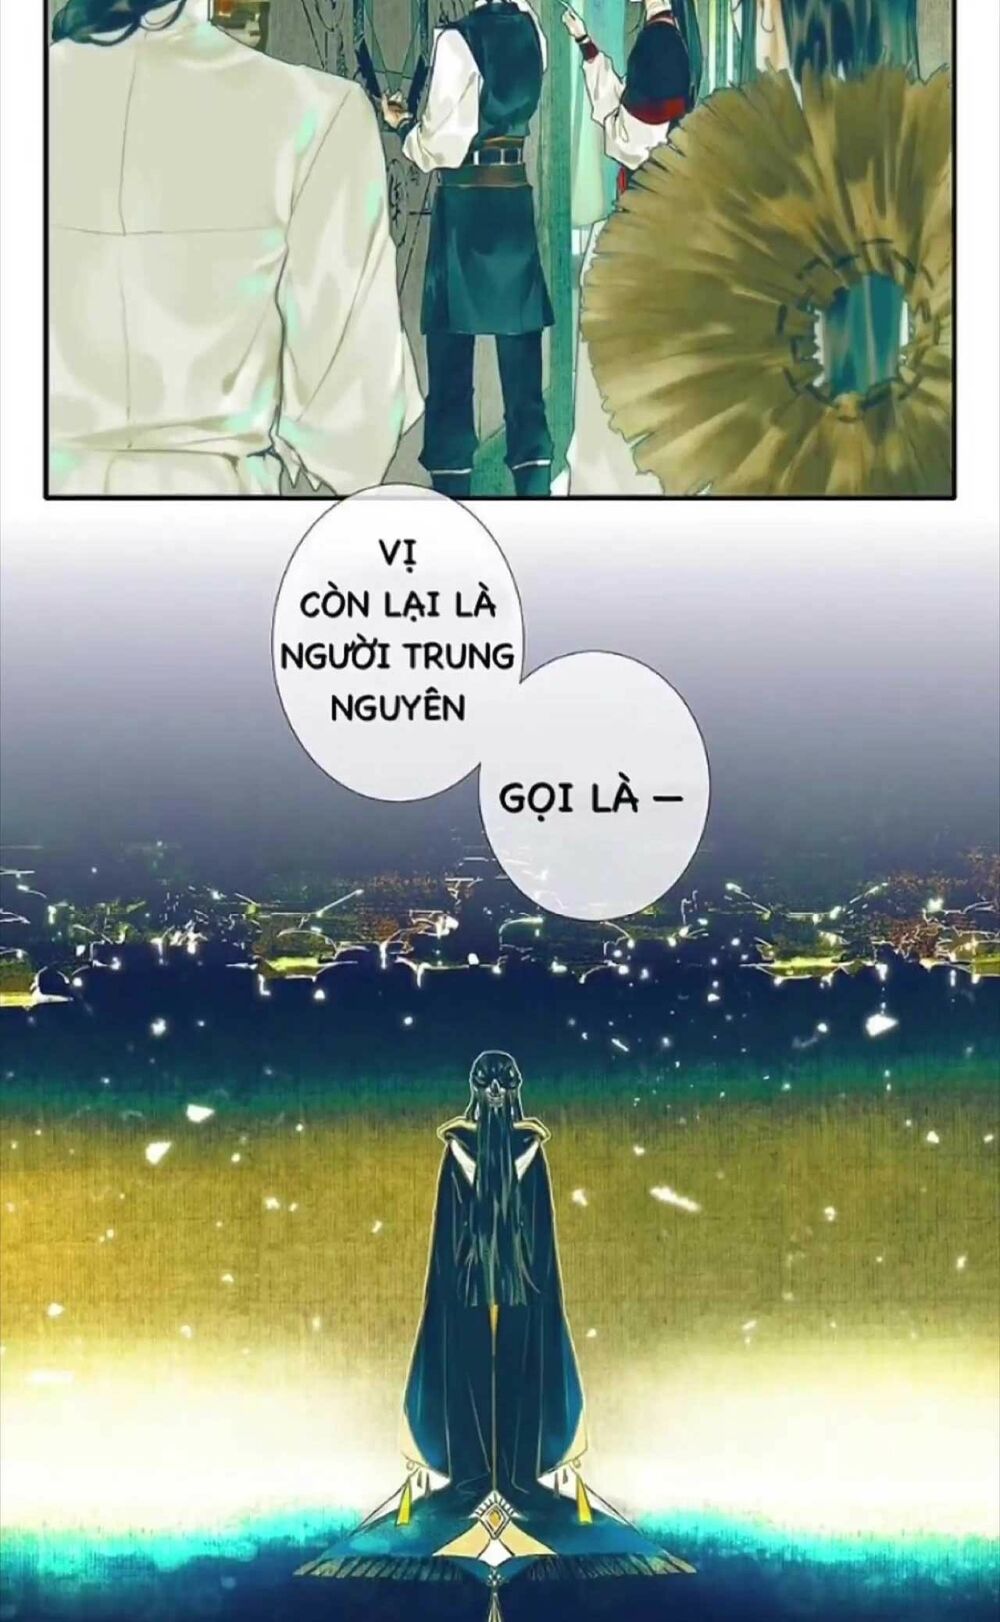 VỊ
CÒN LẠI LÀ
NGƯỜI TRUNG
NGUYÊN
GỌI LÀ —